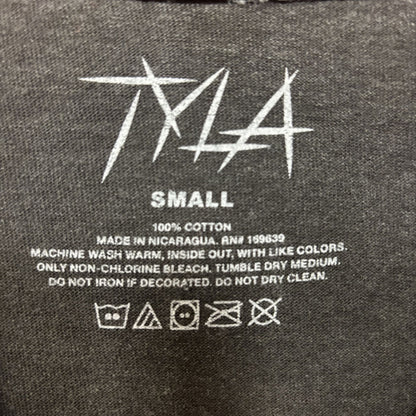 TYLA
SMALL
100% COTTON
MADE IN NICARAGUA. RN# 169639
MACHINE WASH WARM, INSIDE OUT, WITH LIKE COLORS.
ONLY NON-CHLORINE BLEACH. TUMBLE DRY MEDIUM.
DO NOT IRON IF DECORATED. DO NOT DRY CLEAN.